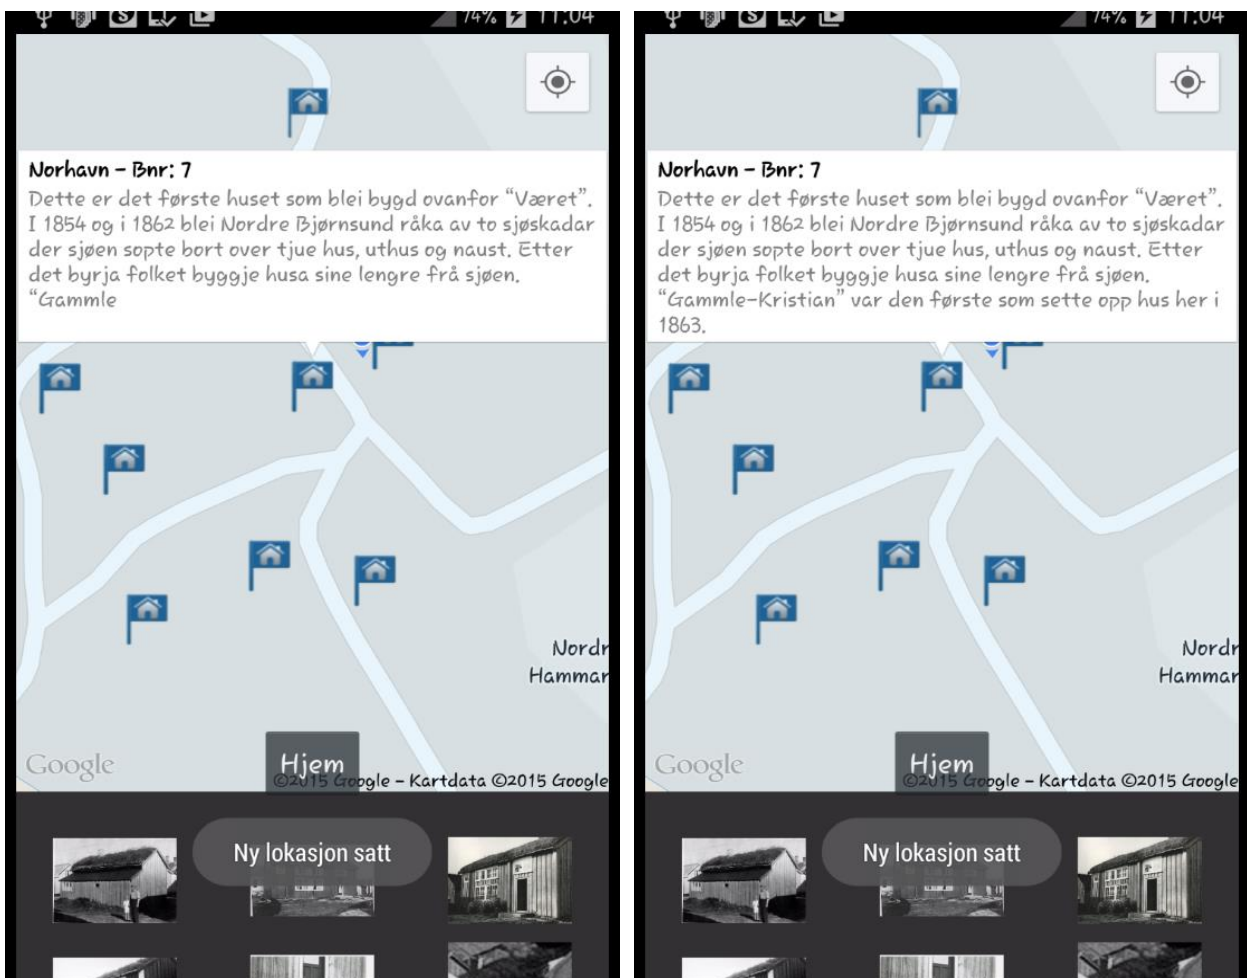 74% 11:04
Norhavn – Bnr: 7
Dette er det første huset som blei bygd ovanfor “Været”.
I 1854 og i 1862 blei Nordre Bjørnsund råka av to sjøskadar
der sjøen sopte bort over tjue hus, uthus og naust. Etter
det byrja folket byggje husa sine lengre frå sjøen.
“Gammle
Nordr
Hammar
Google
Hjem
©2015 Google – Kartdata ©2015 Google
Ny lokasjon satt
74% 11:04
Norhavn – Bnr: 7
Dette er det første huset som blei bygd ovanfor “Været”.
I 1854 og i 1862 blei Nordre Bjørnsund råka av to sjøskadar
der sjøen sopte bort over tjue hus, uthus og naust. Etter
det byrja folket byggje husa sine lengre frå sjøen.
“Gammle-Kristian” var den første som sette opp hus her i
1863.
Nordr
Hammar
Google
Hjem
©2015 Google – Kartdata ©2015 Google
Ny lokasjon satt